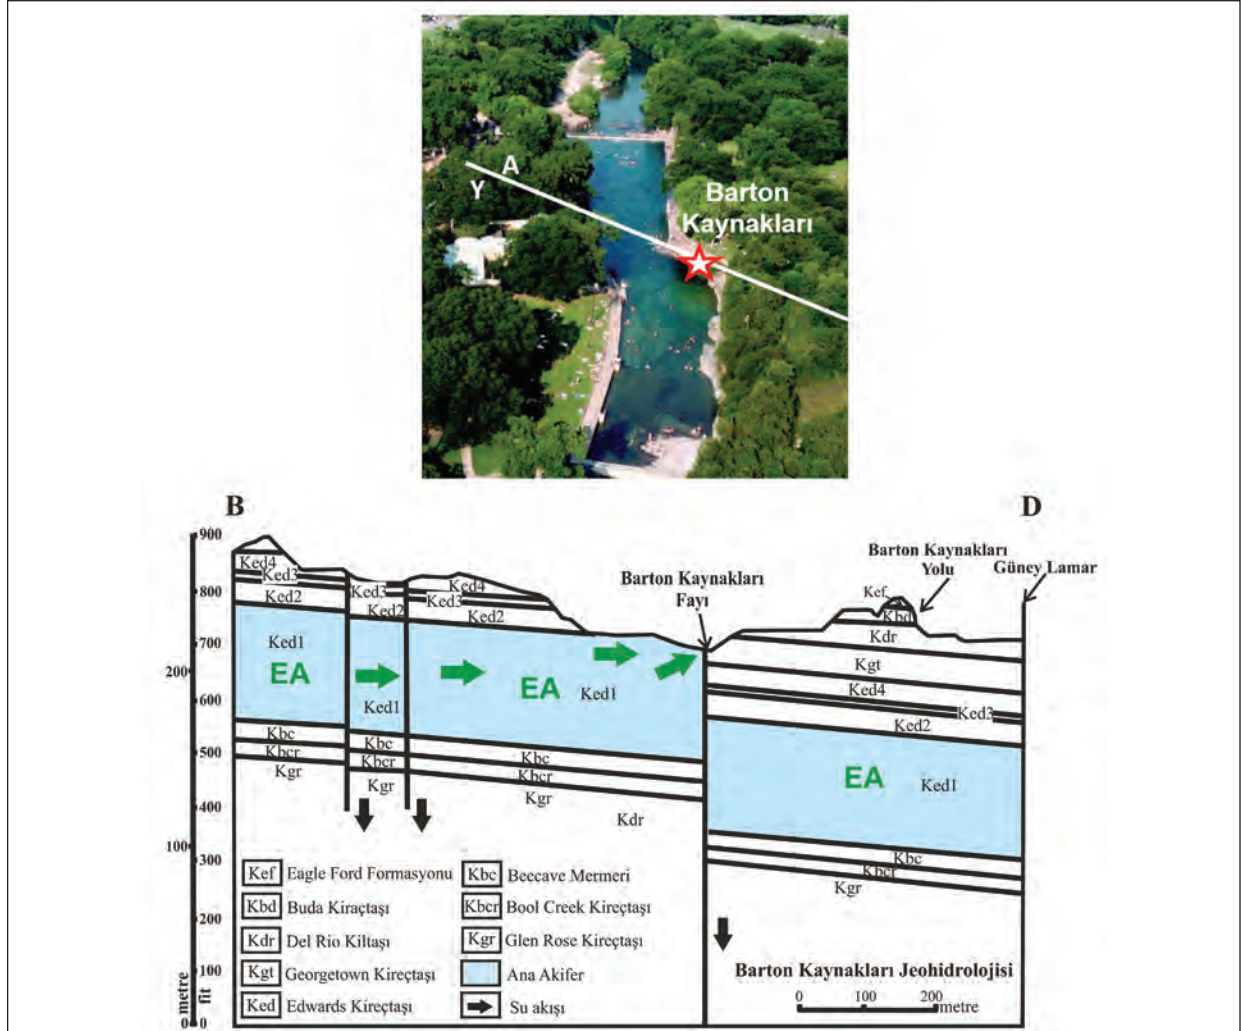 A
Y
Barton
Kaynakları
B
D
900
800
700
200
600
500
400
100
300
200
100
0
0
metre
fit
Ked4
Ked3
Ked2
Ked1
EA
Kbc
Kbcr
Kgr
Ked3
Ked2
Ked1
Kbc
Kbcr
Kgr
Ked4
Ked3
Ked2
EA
Ked1
Kbc
Kbcr
Kgr
Kdr
Barton Kaynakları
Fayı
Barton Kaynakları
Yolu
Güney Lamar
Kef
Kbd
Kdr
Kgt
Ked4
Ked3
Ked2
EA
Ked1
Kbc
Kbcr
Kgr
Kef Eagle Ford Formasyonu
Kbd Buda Kiraçtaşı
Kdr Del Rio Kiltaşı
Kgt Georgetown Kireçtaşı
Ked Edwards Kireçtaşı
Kbc Beecave Mermeri
Kbcr Bool Creek Kireçtaşı
Kgr Glen Rose Kireçtaşı
Ana Akifer
Su akışı
Barton Kaynakları Jeohidrolojisi
0 100 200
metre